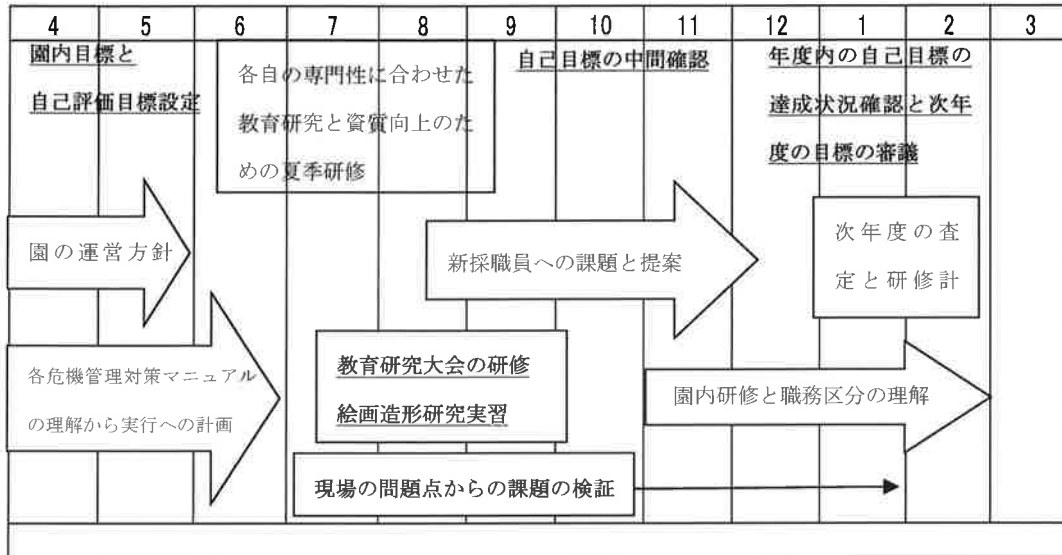 4 5 6 7 8 9 10 11 12 1 2 3
園内目標と
自己評価目標設定
各自の専門性に合わせた
教育研究と資質向上のた
めの夏季研修
自己目標の中間確認
年度内の自己目標の
達成状況確認と次年
度の目標の審議
園の運営方針
新採職員への課題と提案
次年度の査
定と研修計
各危機管理対策マニュアル
の理解から実行への計画
教育研究大会の研修
絵画造形研究実習
園内研修と職務区分の理解
現場の問題点からの課題の検証